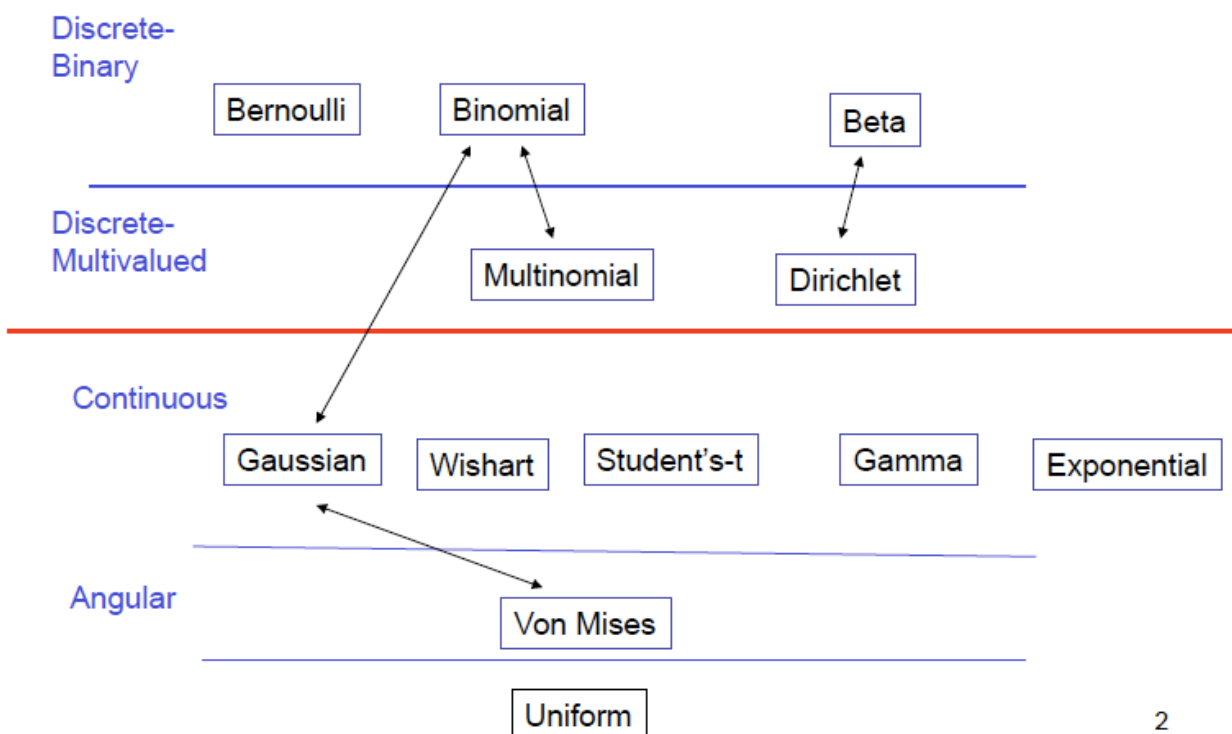 Discrete-
Binary
Bernoulli
Binomial
Beta
Discrete-
Multivalued
Multinomial
Dirichlet
Continuous
Gaussian
Wishart
Student's-t
Gamma
Exponential
Angular
Von Mises
Uniform
2